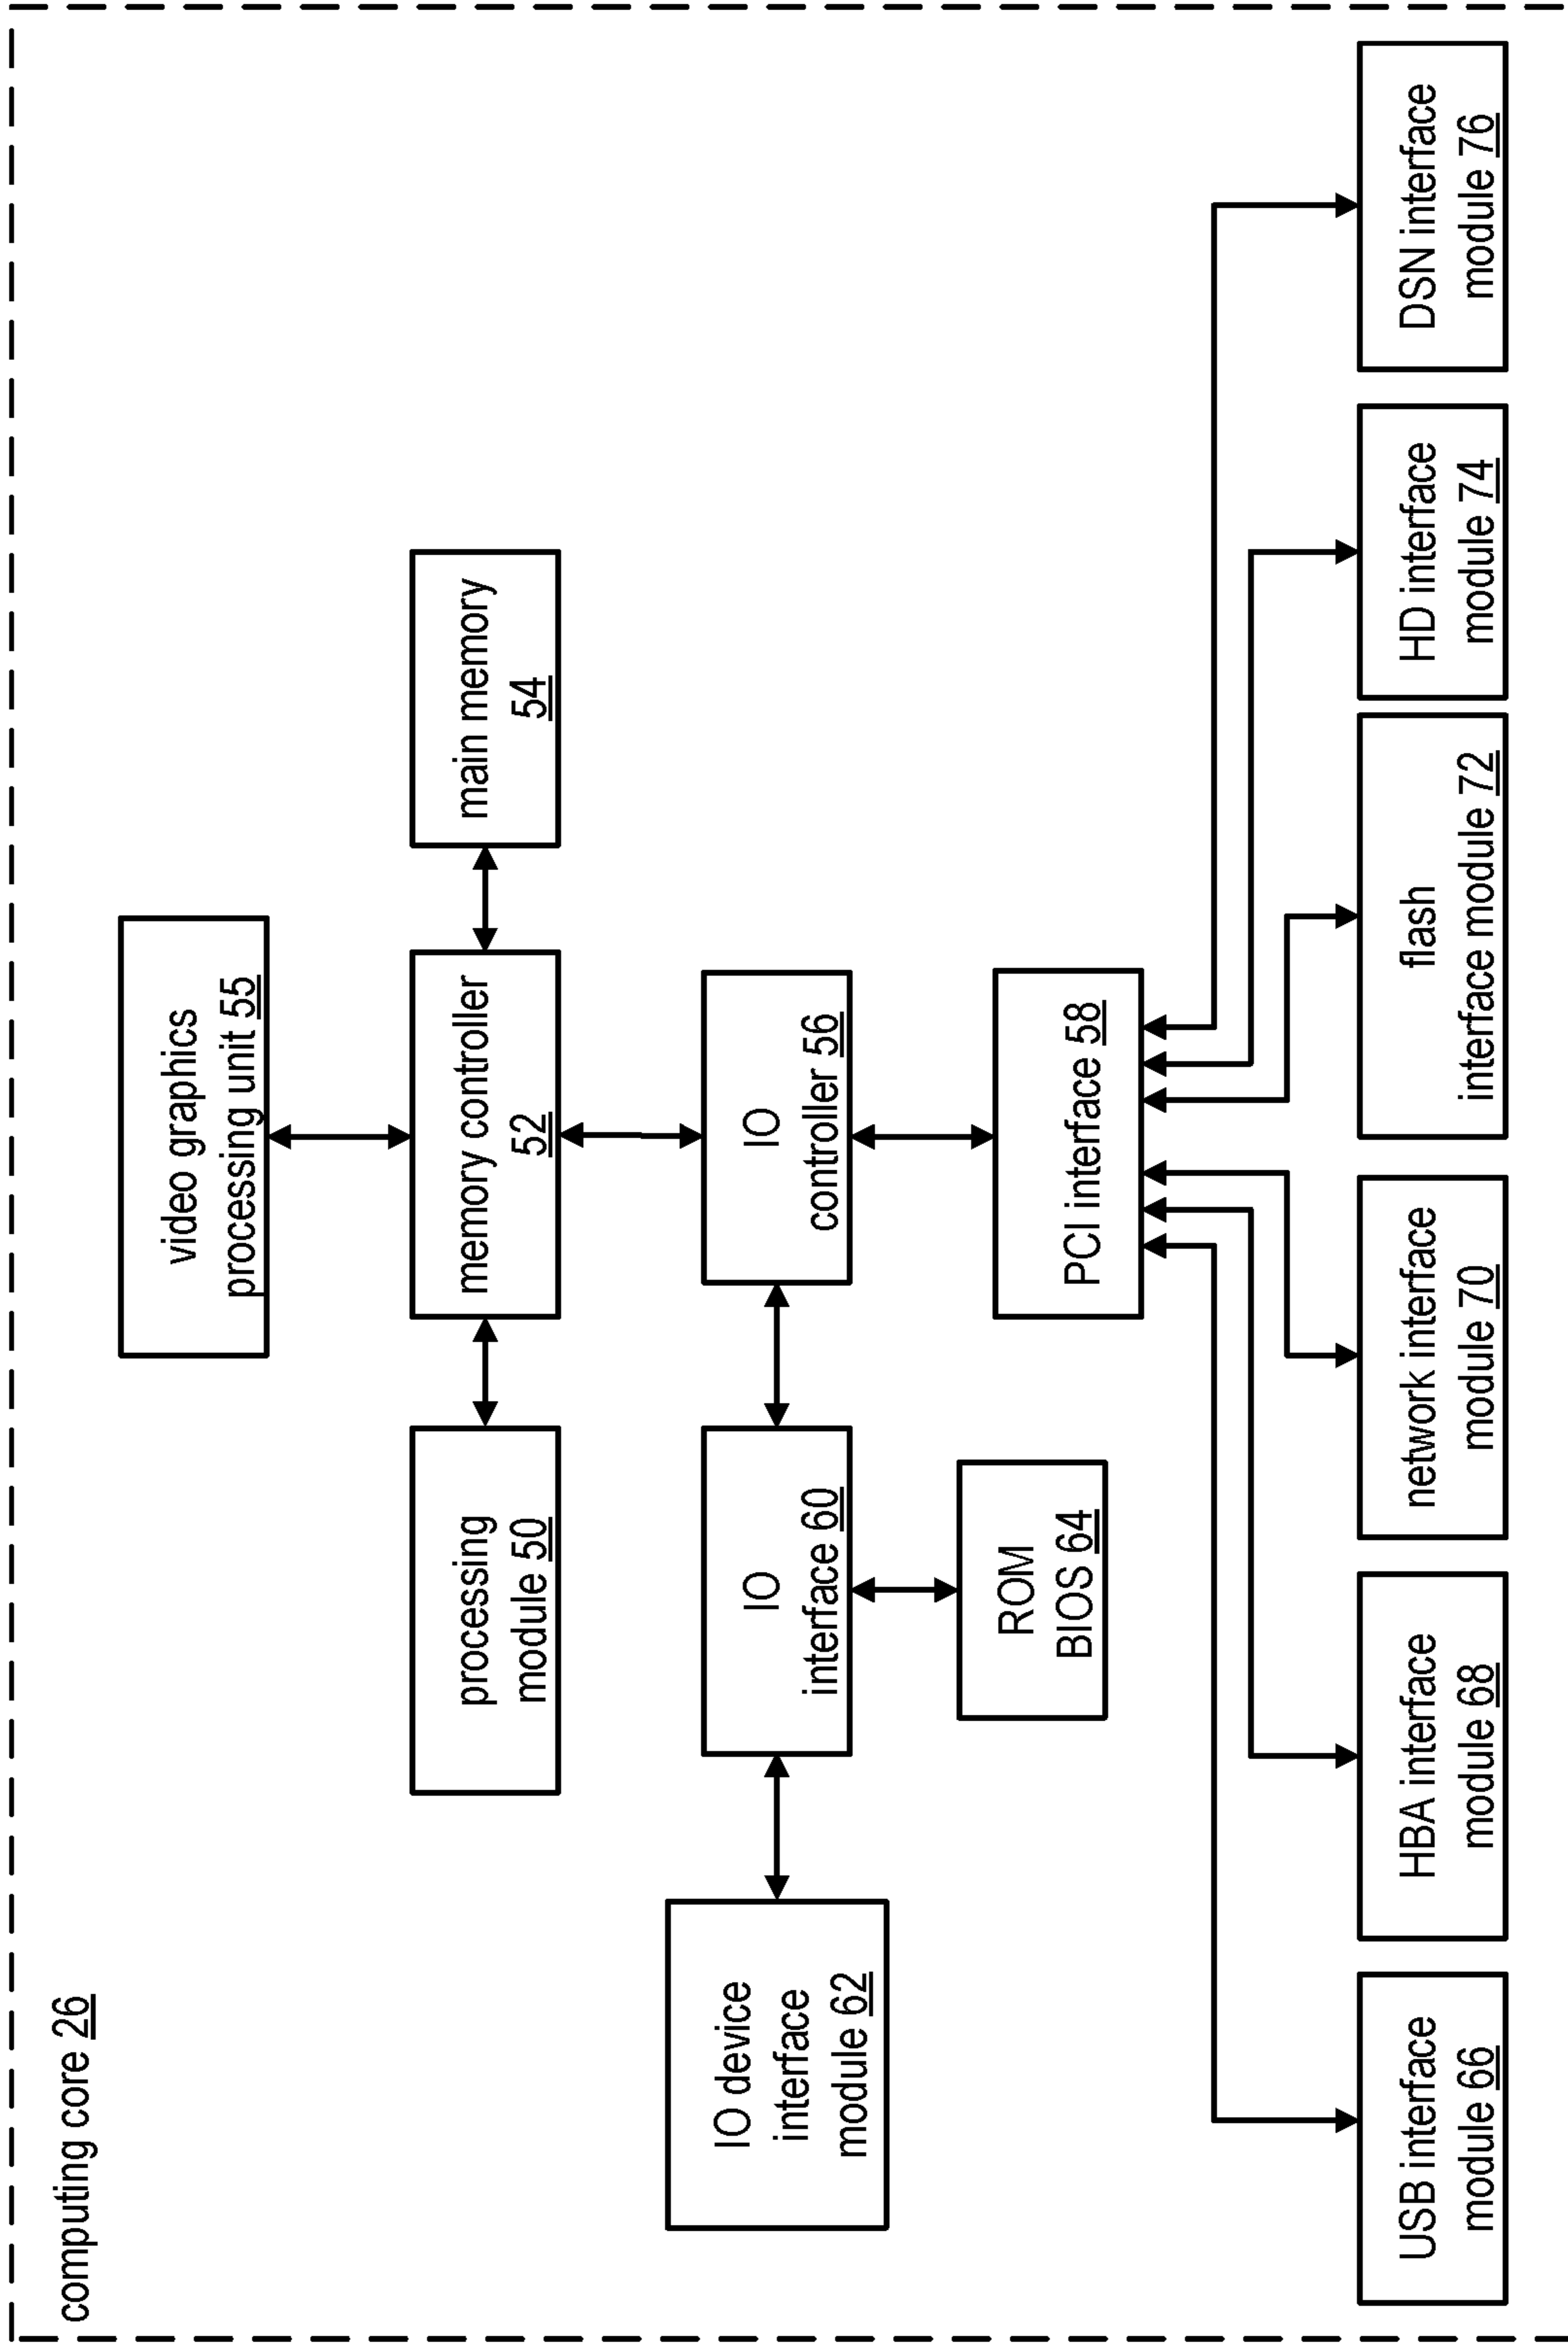 computing core 26
video graphics
processing unit 55
processing
module 50
memory controller
52
main memory
54
IO device
interface
module 62
IO
interface 60
IO
controller 56
ROM
BIOS 64
PCI interface 58
USB interface
module 66
HBA interface
module 68
network interface
module 70
flash
interface module 72
HD interface
module 74
DSN interface
module 76